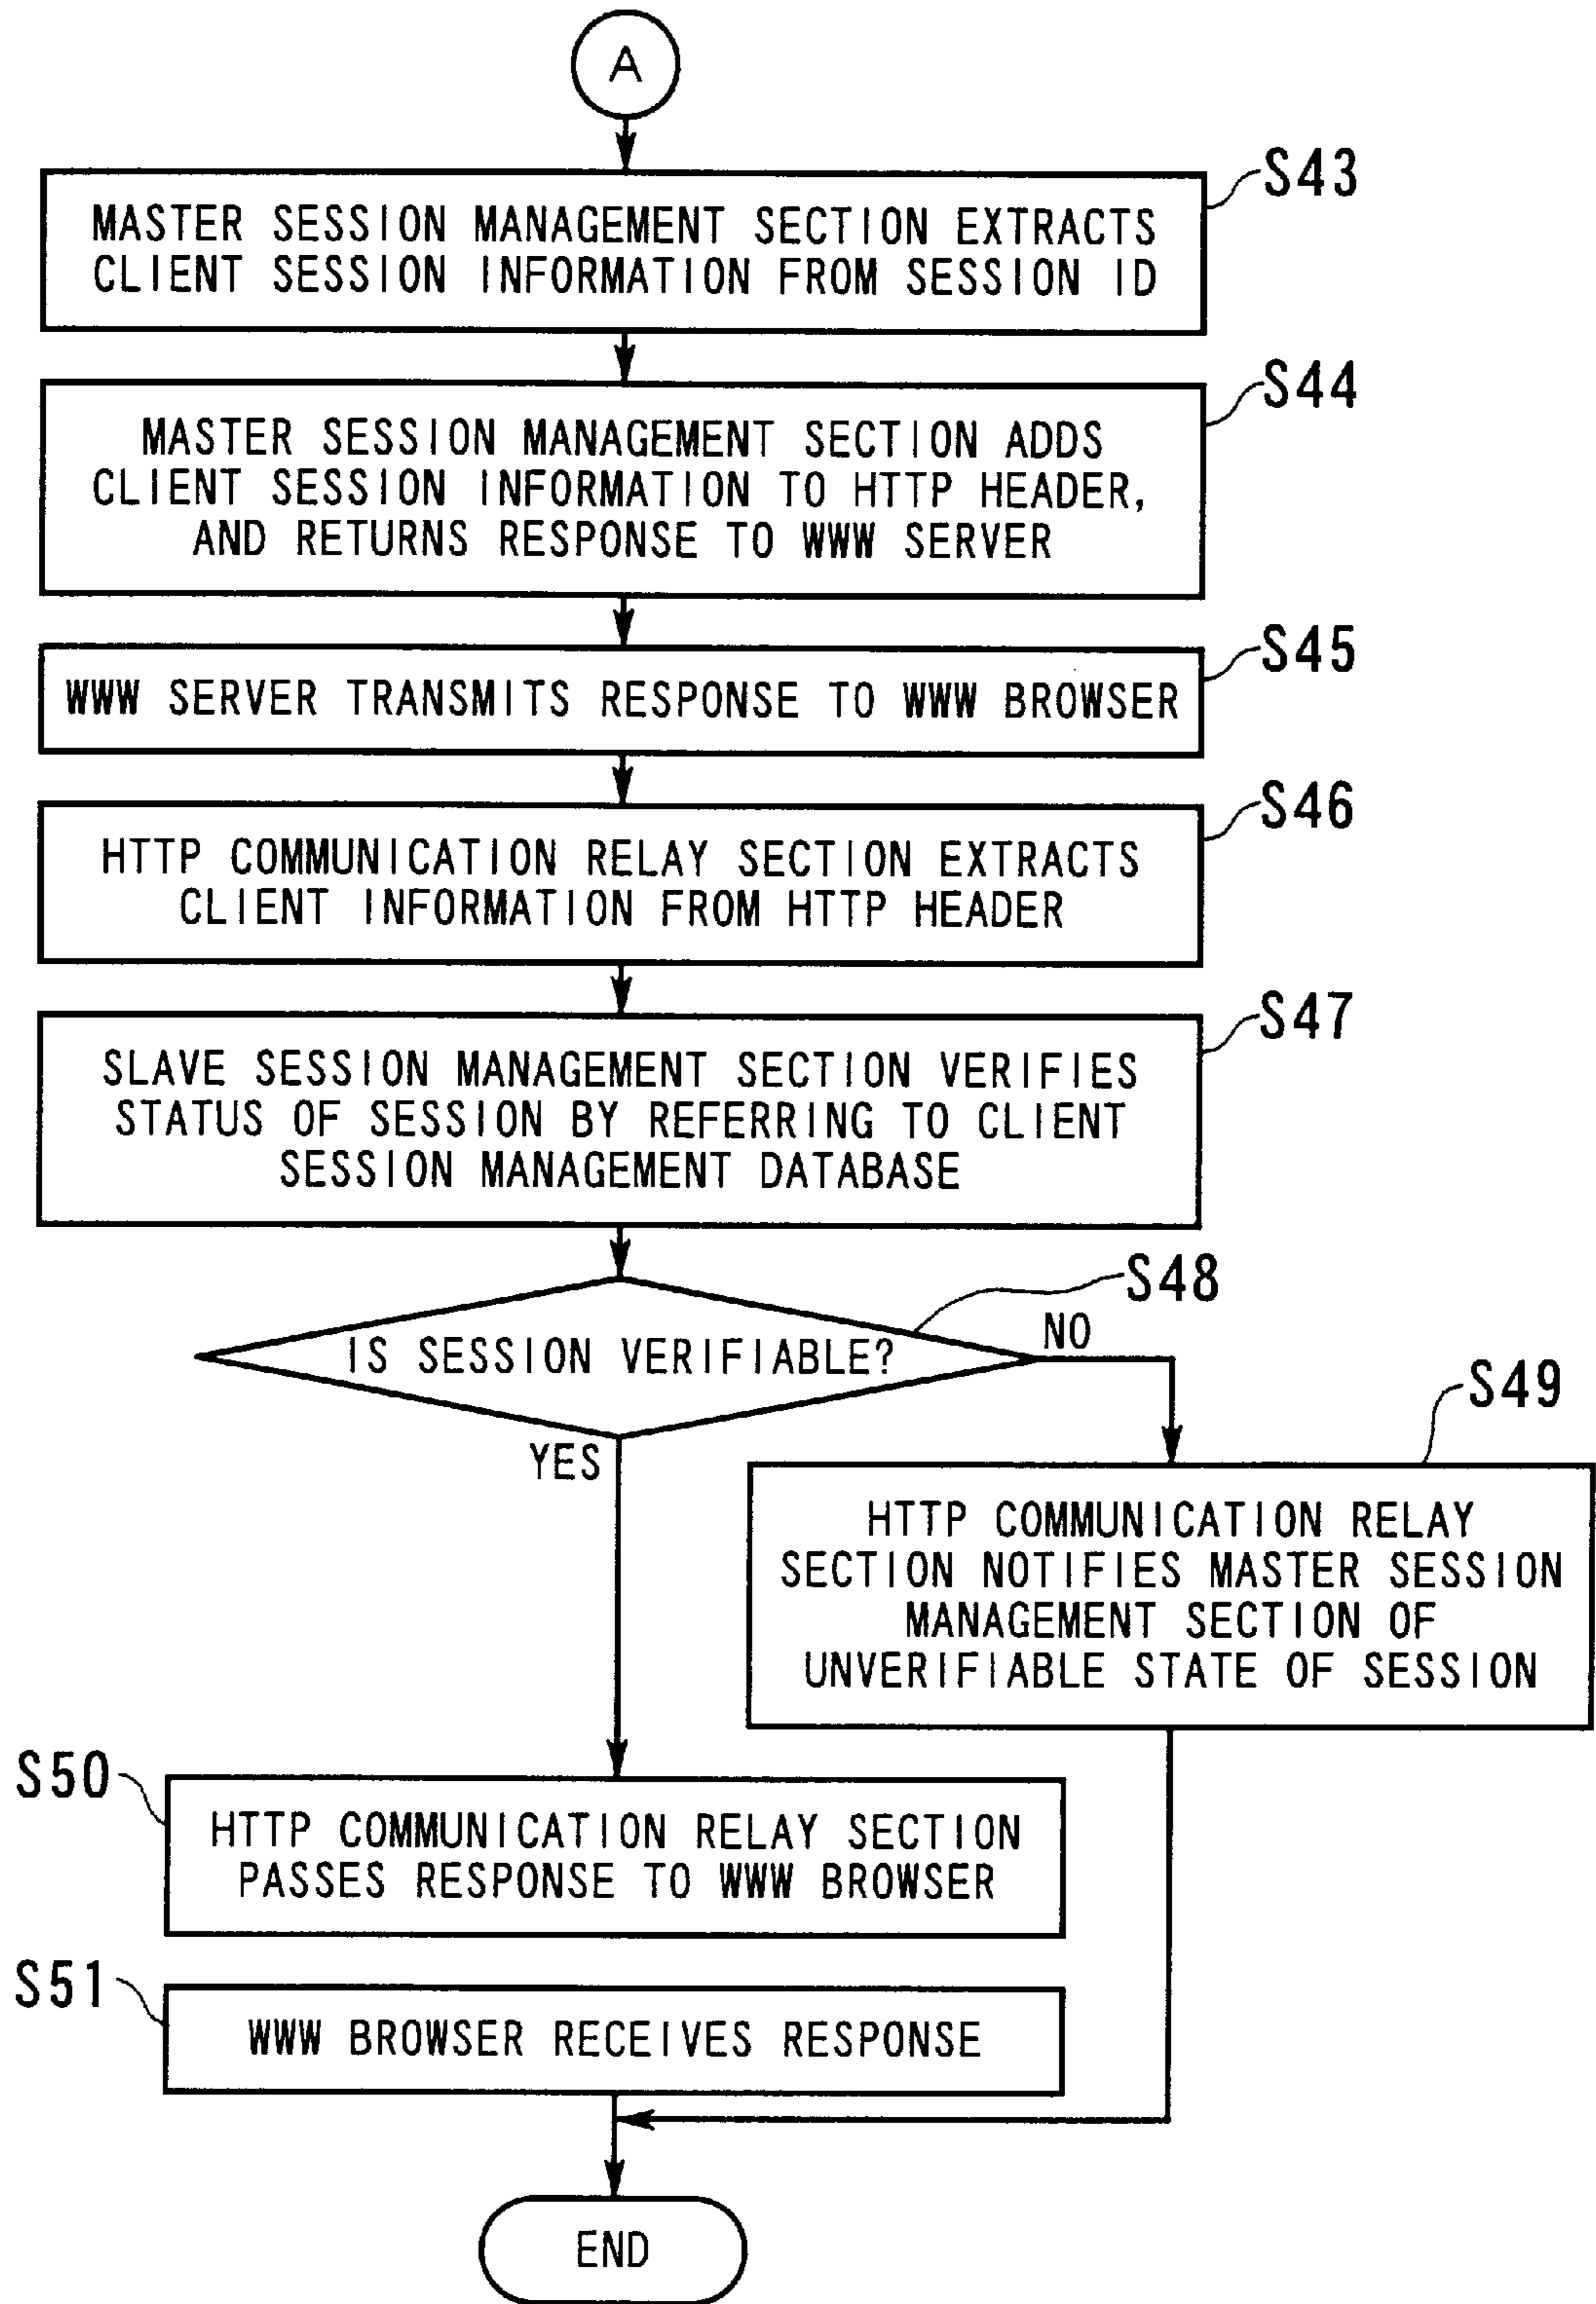 A
S43
MASTER SESSION MANAGEMENT SECTION EXTRACTS
CLIENT SESSION INFORMATION FROM SESSION ID
S44
MASTER SESSION MANAGEMENT SECTION ADDS
CLIENT SESSION INFORMATION TO HTTP HEADER,
AND RETURNS RESPONSE TO WWW SERVER
S45
WWW SERVER TRANSMITS RESPONSE TO WWW BROWSER
S46
HTTP COMMUNICATION RELAY SECTION EXTRACTS
CLIENT INFORMATION FROM HTTP HEADER
S47
SLAVE SESSION MANAGEMENT SECTION VERIFIES
STATUS OF SESSION BY REFERRING TO CLIENT
SESSION MANAGEMENT DATABASE
S48
IS SESSION VERIFIABLE?
NO
YES
S49
HTTP COMMUNICATION RELAY
SECTION NOTIFIES MASTER SESSION
MANAGEMENT SECTION OF
UNVERIFIABLE STATE OF SESSION
S50
HTTP COMMUNICATION RELAY SECTION
PASSES RESPONSE TO WWW BROWSER
S51
WWW BROWSER RECEIVES RESPONSE
END